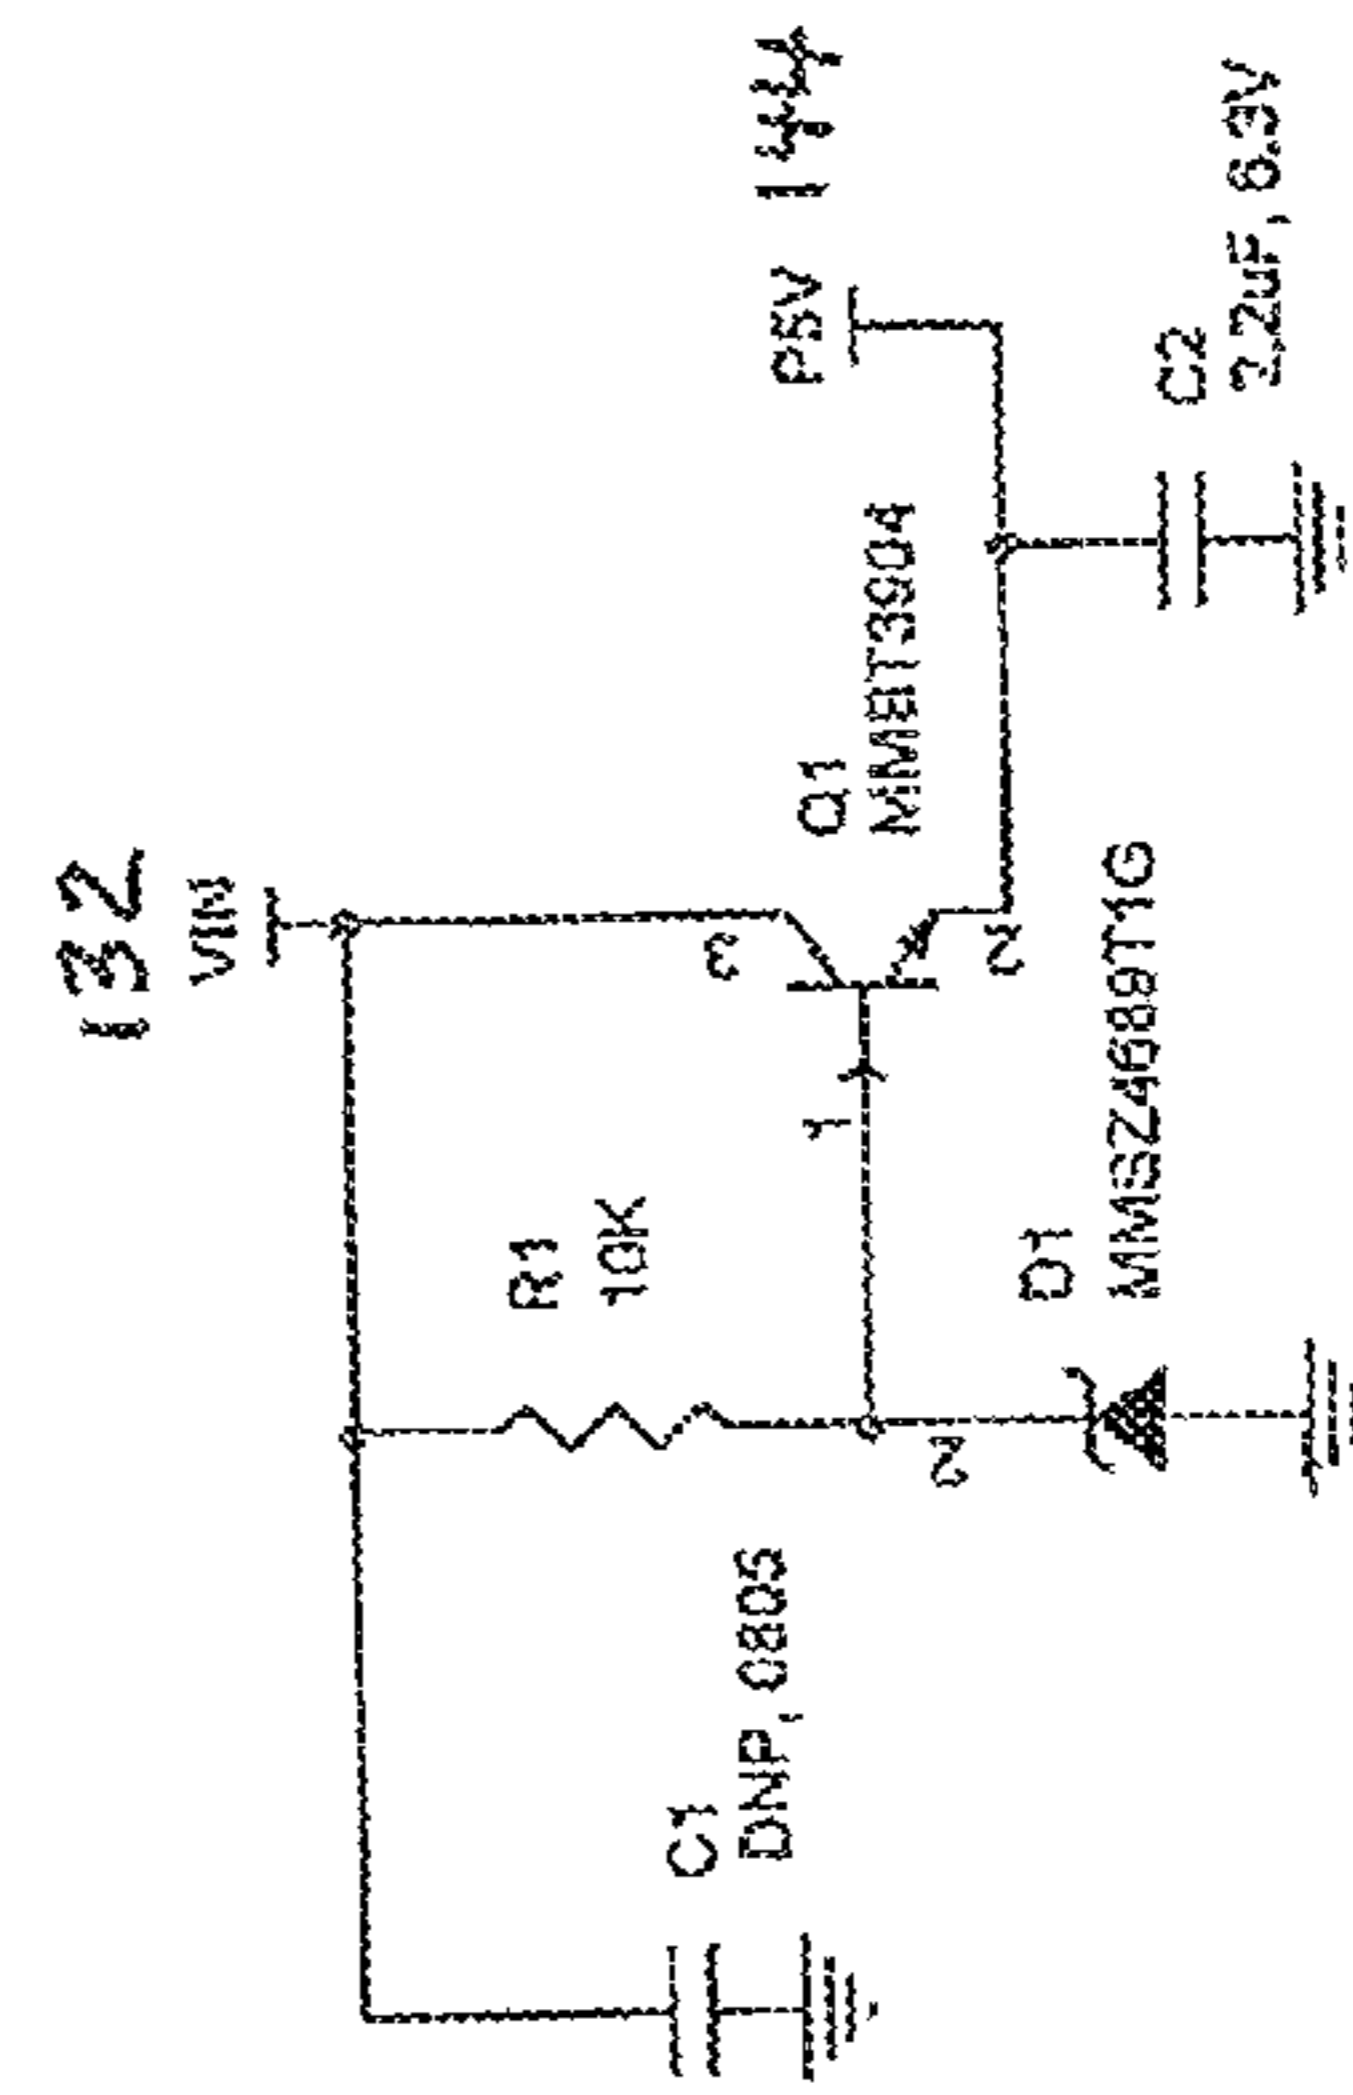 132
VIN
R1
10K
C1
DNP, 0805
1
3
Q1
MMBT3904
2
P5V 144
2
D1
MMSZ4689T1G
C2
2.2uF, 6.3V